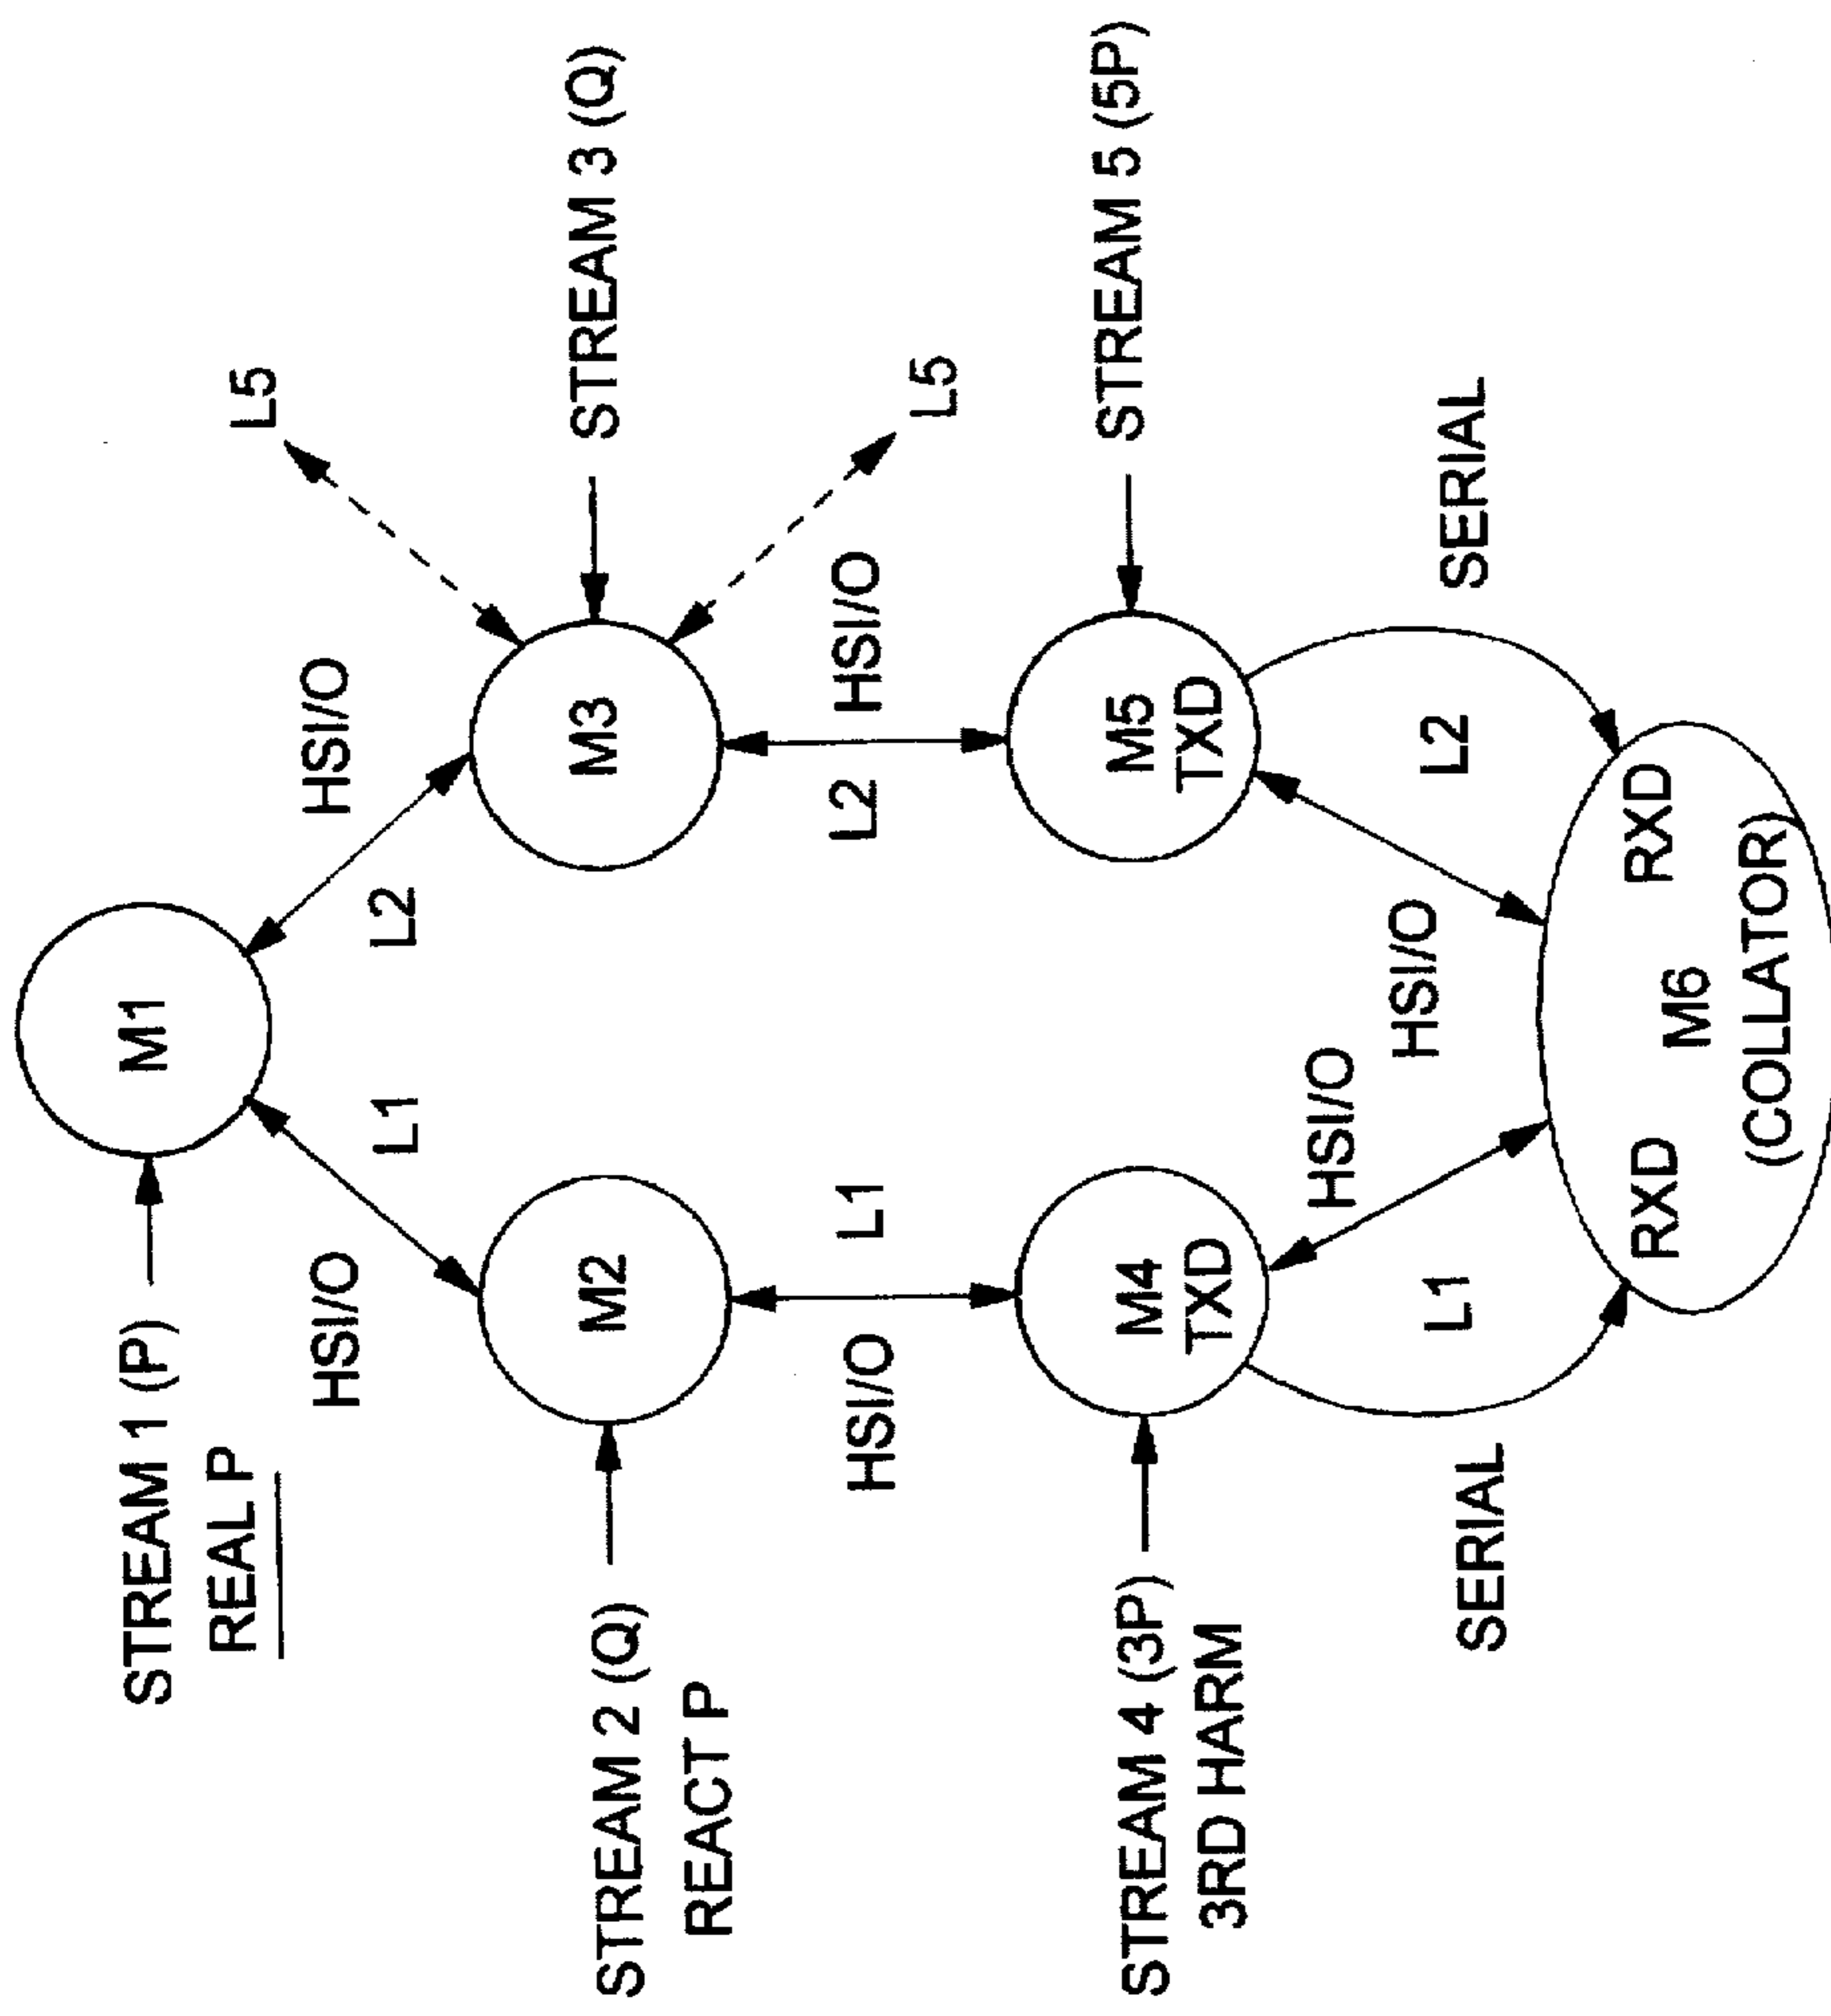 STREAM 1 (P)
REAL P
M1
HSI/O
L1
L2
HSI/O
L5
STREAM 2 (Q)
REACT P
M2
M3
STREAM 3 (Q)
HSI/O
L1
L2
HSI/O
L5
STREAM 4 (3P)
3RD HARM
M4
TXD
M5
TXD
STREAM 5 (5P)
HSI/O
HSI/O
SERIAL
L1
L2
SERIAL
RXD
RXD
M6
(COLLATOR)